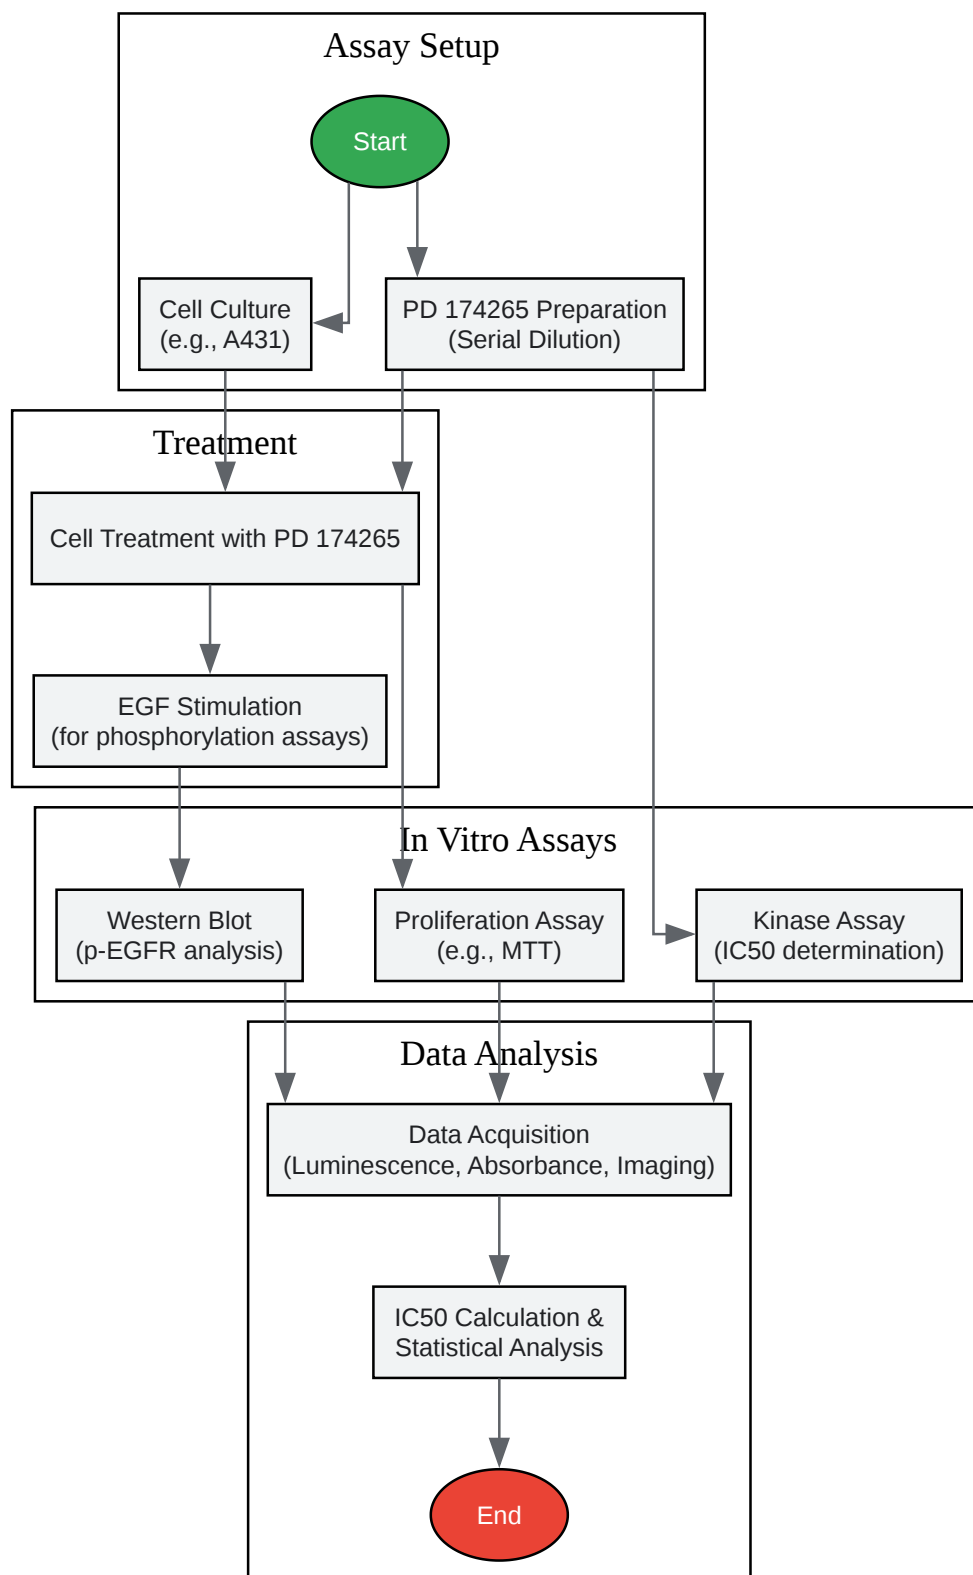 Assay Setup
Start
Cell Culture
(e.g., A431)
PD 174265 Preparation
(Serial Dilution)
Treatment
Cell Treatment with PD 174265
EGF Stimulation
(for phosphorylation assays)
In Vitro Assays
Western Blot
(p-EGFR analysis)
Proliferation Assay
(e.g., MTT)
Kinase Assay
(IC50 determination)
Data Analysis
Data Acquisition
(Luminescence, Absorbance, Imaging)
IC50 Calculation &
Statistical Analysis
End